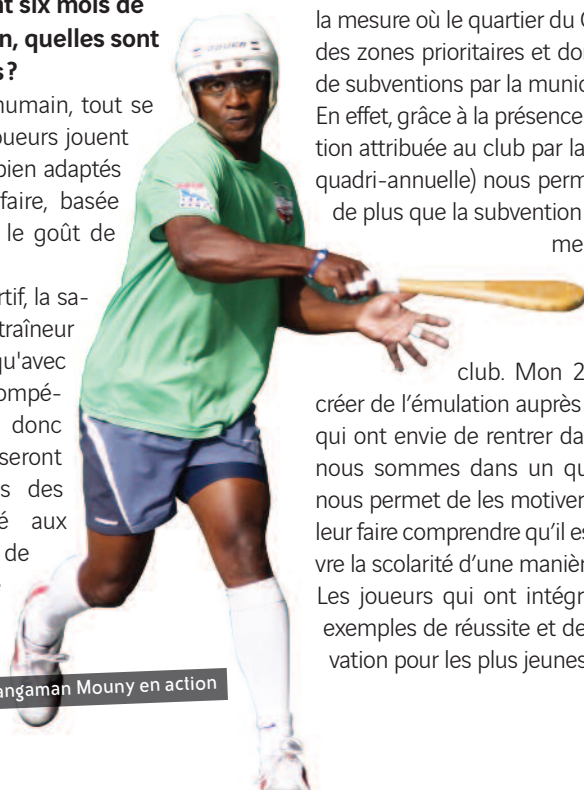 nt six mois de
n, quelles sont
s ?
humain, tout se
oueurs jouent
bien adaptés
faire, basée
le goût de
rtif, la sa-
traîneur
qu'avec
ompé-
donc
seront
s des
é aux
de
angaman Mouny en action
la mesure où le quartier du
des zones prioritaires et do
de subventions par la munic
En effet, grâce à la présence
tion attribuée au club par la
quadri-annuelle) nous perm
de plus que la subvention
me
club. Mon 2
créer de l'émulation auprès
qui ont envie de rentrer da
nous sommes dans un qu
nous permet de les motiver
leur faire comprendre qu'il es
vre la scolarité d'une manièr
Les joueurs qui ont intégr
exemples de réussite et de
vation pour les plus jeunes